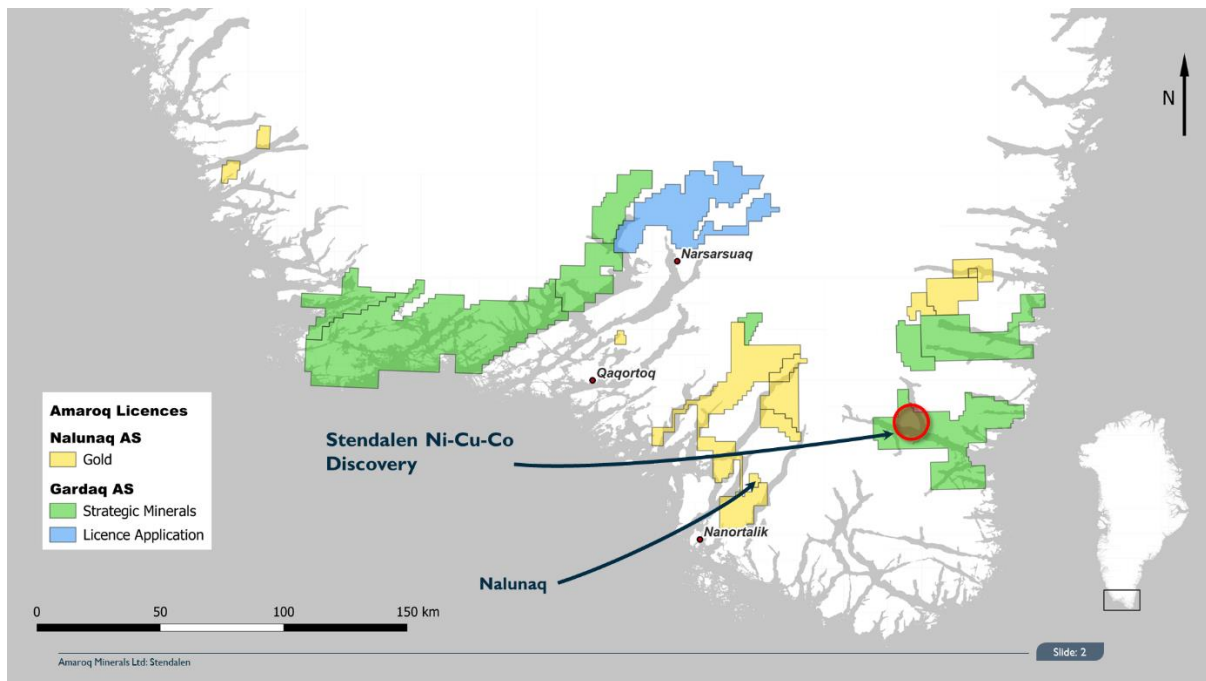 N
Narsarsuaq
Qaqortoq
Amaroq Licences
Nalunaq AS
Gold
Gardaq AS
Strategic Minerals
Licence Application
Stendalen Ni-Cu-Co
Discovery
Nanortalik
Nalunaq
0 50 100 150 km
Slide: 2
Amaroq Minerals Ltd: Stendalen